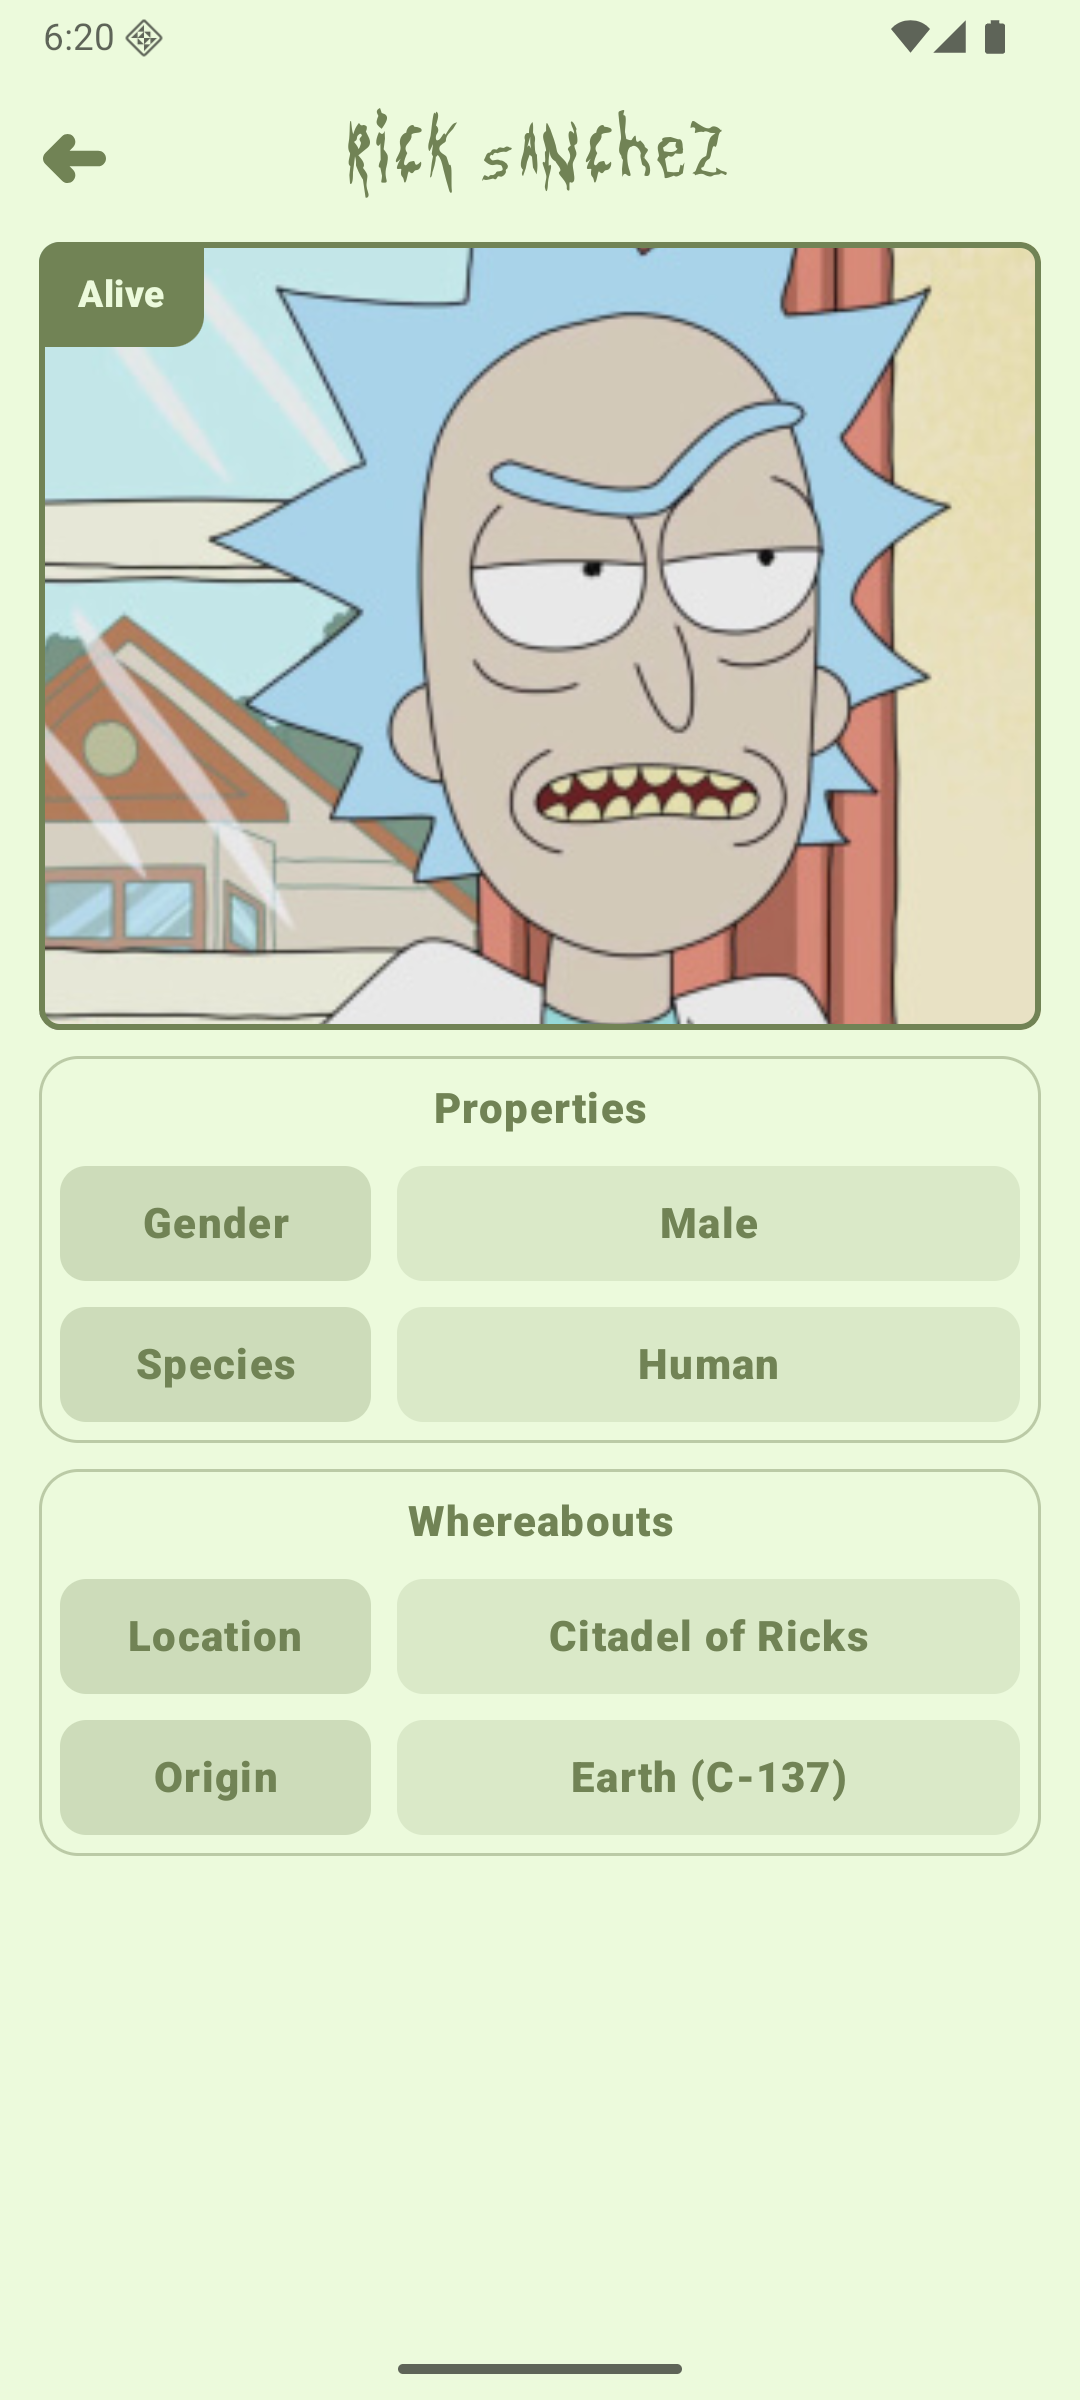 6:20
Rick sANcheZ
Alive
Properties
Gender Male
Species Human
Whereabouts
Location Citadel of Ricks
Origin Earth (C-137)